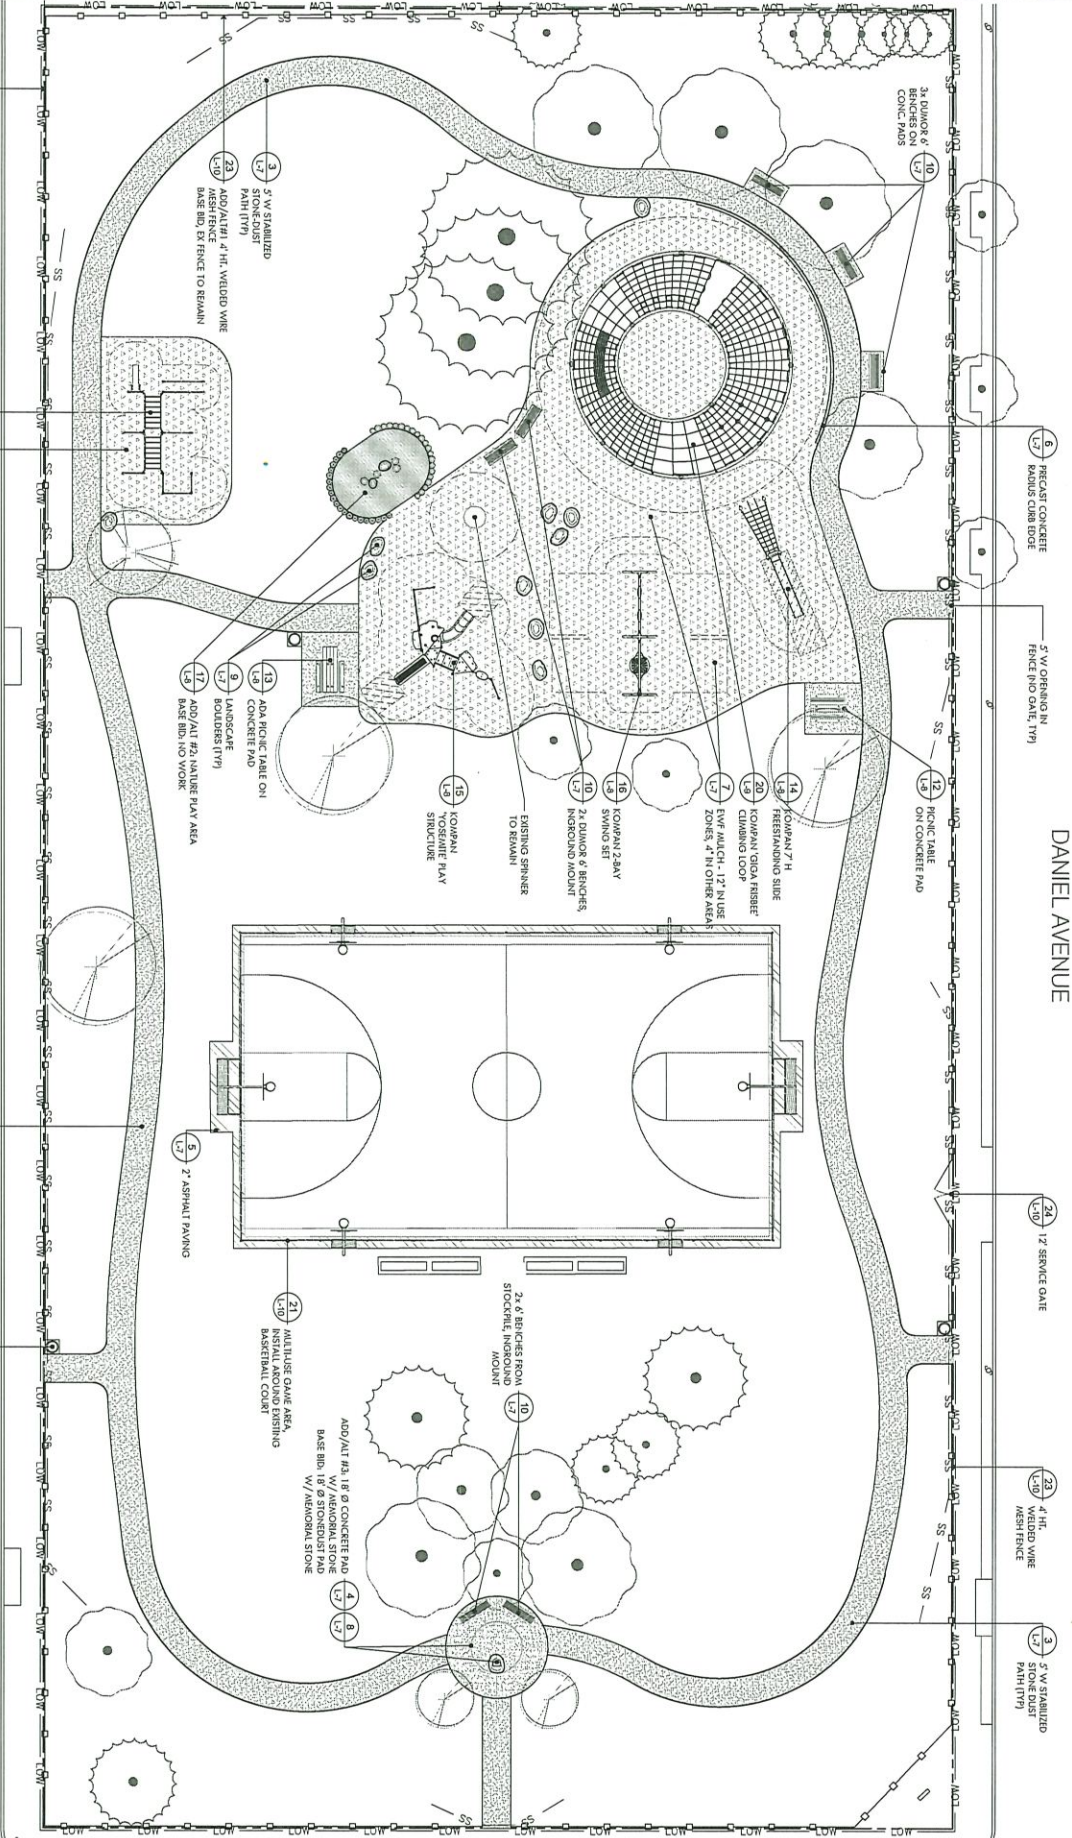 DANIEL AVENUE
10
L-7
3x DUMOR 6'
BENCHES ON
CONC. PADS
6
L-7
PRECAST CONCRETE
RADIUS CURB EDGE
5' W OPENING IN
FENCE (NO GATE, TYP)
12
L-8
PICNIC TABLE
ON CONCRETE PAD
24
L-10
12' SERVICE GATE
23
L-10
4' HT.
WELDED WIRE
MESH FENCE
3
L-7
5' W STABILIZED
STONE DUST
PATH (TYP)
14
L-8
KOMPAN 7' H
FREESTANDING SLIDE
20
L-9
KOMPAN 'GIGA FRISBEE'
CLIMBING LOOP
7
L-7
EWF MULCH - 12" IN USE
ZONES, 4" IN OTHER AREAS
16
L-8
KOMPAN 2-BAY
SWING SET
10
L-7
2x DUMOR 6' BENCHES,
INGROUND MOUNT
EXISTING SPINNER
TO REMAIN
15
L-8
KOMPAN
'YOSEMITE' PLAY
STRUCTURE
3
L-7
5' W STABILIZED
STONE-DUST
PATH (TYP)
23
L-10
ADD/ALT#1 4' HT. WELDED WIRE
MESH FENCE
BASE BID, EX FENCE TO REMAIN
13
L-8
ADA PICNIC TABLE ON
CONCRETE PAD
9
L-7
LANDSCAPE
BOULDERS (TYP)
17
L-8
ADD/ALT #2: NATURE PLAY AREA
BASE BID: NO WORK
5
L-7
2" ASPHALT PAVING
21
L-10
MULTI-USE GAME AREA,
INSTALL AROUND EXISTING
BASKETBALL COURT
2x 6' BENCHES FROM
STOCKPILE, INGROUND
MOUNT
10
L-7
ADD/ALT #3: 18' Ø CONCRETE PAD
W/ MEMORIAL STONE
BASE BID: 18' Ø STONEDUST PAD
W/ MEMORIAL STONE
4
L-7
8
L-7
LOW
SS